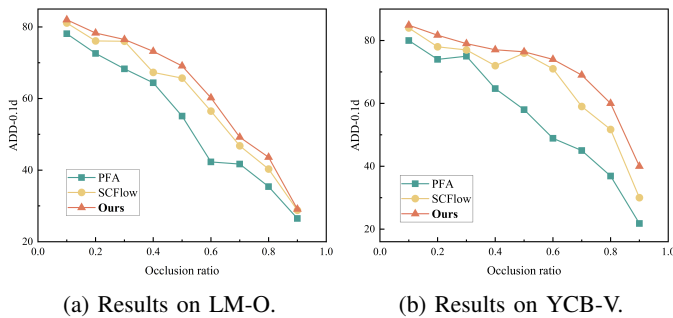 80
60
40
20
ADD-0.1d
PFA
SCFlow
Ours
0.0 0.2 0.4 0.6 0.8 1.0
Occlusion ratio
(a) Results on LM-O.
80
60
40
20
ADD-0.1d
PFA
SCFlow
Ours
0.0 0.2 0.4 0.6 0.8 1.0
Occlusion ratio
(b) Results on YCB-V.